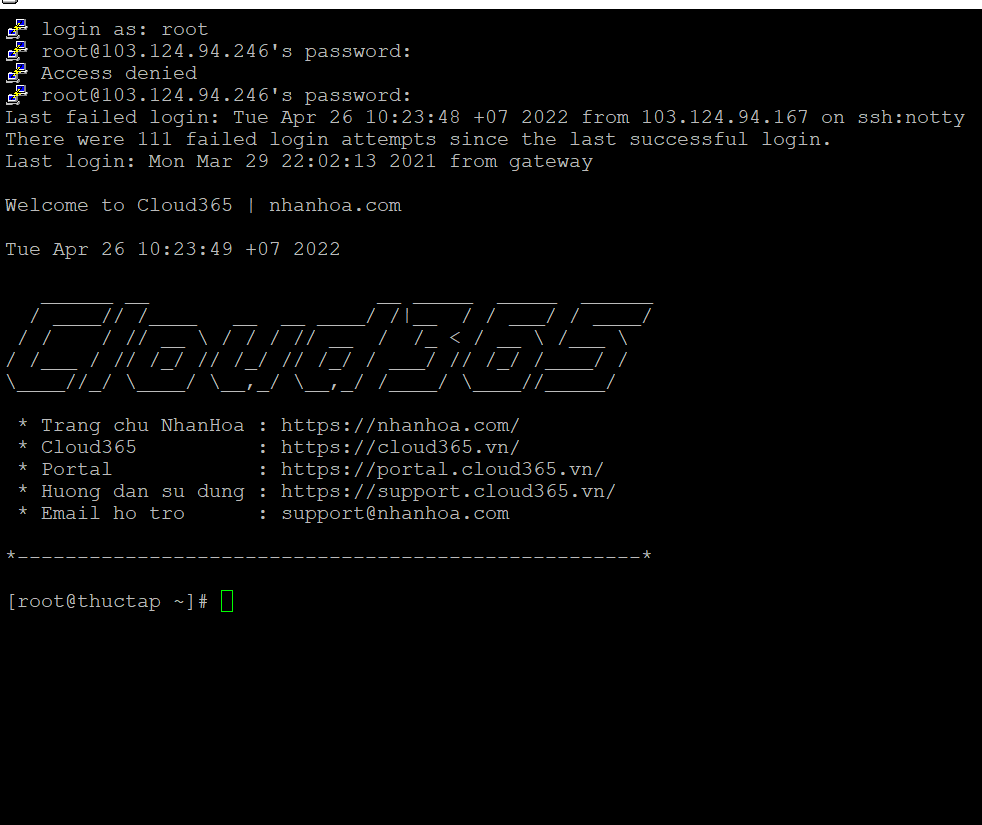 login as: root
root@103.124.94.246's password:
Access denied
root@103.124.94.246's password:
Last failed login: Tue Apr 26 10:23:48 +07 2022 from 103.124.94.167 on ssh:notty
There were 111 failed login attempts since the last successful login.
Last login: Mon Mar 29 22:02:13 2021 from gateway
Welcome to Cloud365 | nhanhoa.com
Tue Apr 26 10:23:49 +07 2022
Cloud365
* Trang chu NhanHoa : https://nhanhoa.com/
* Cloud365 : https://cloud365.vn/
* Portal : https://portal.cloud365.vn/
* Huong dan su dung : https://support.cloud365.vn/
* Email ho tro : support@nhanhoa.com
*----------------------------------------------------*
[root@thuctap ~]#